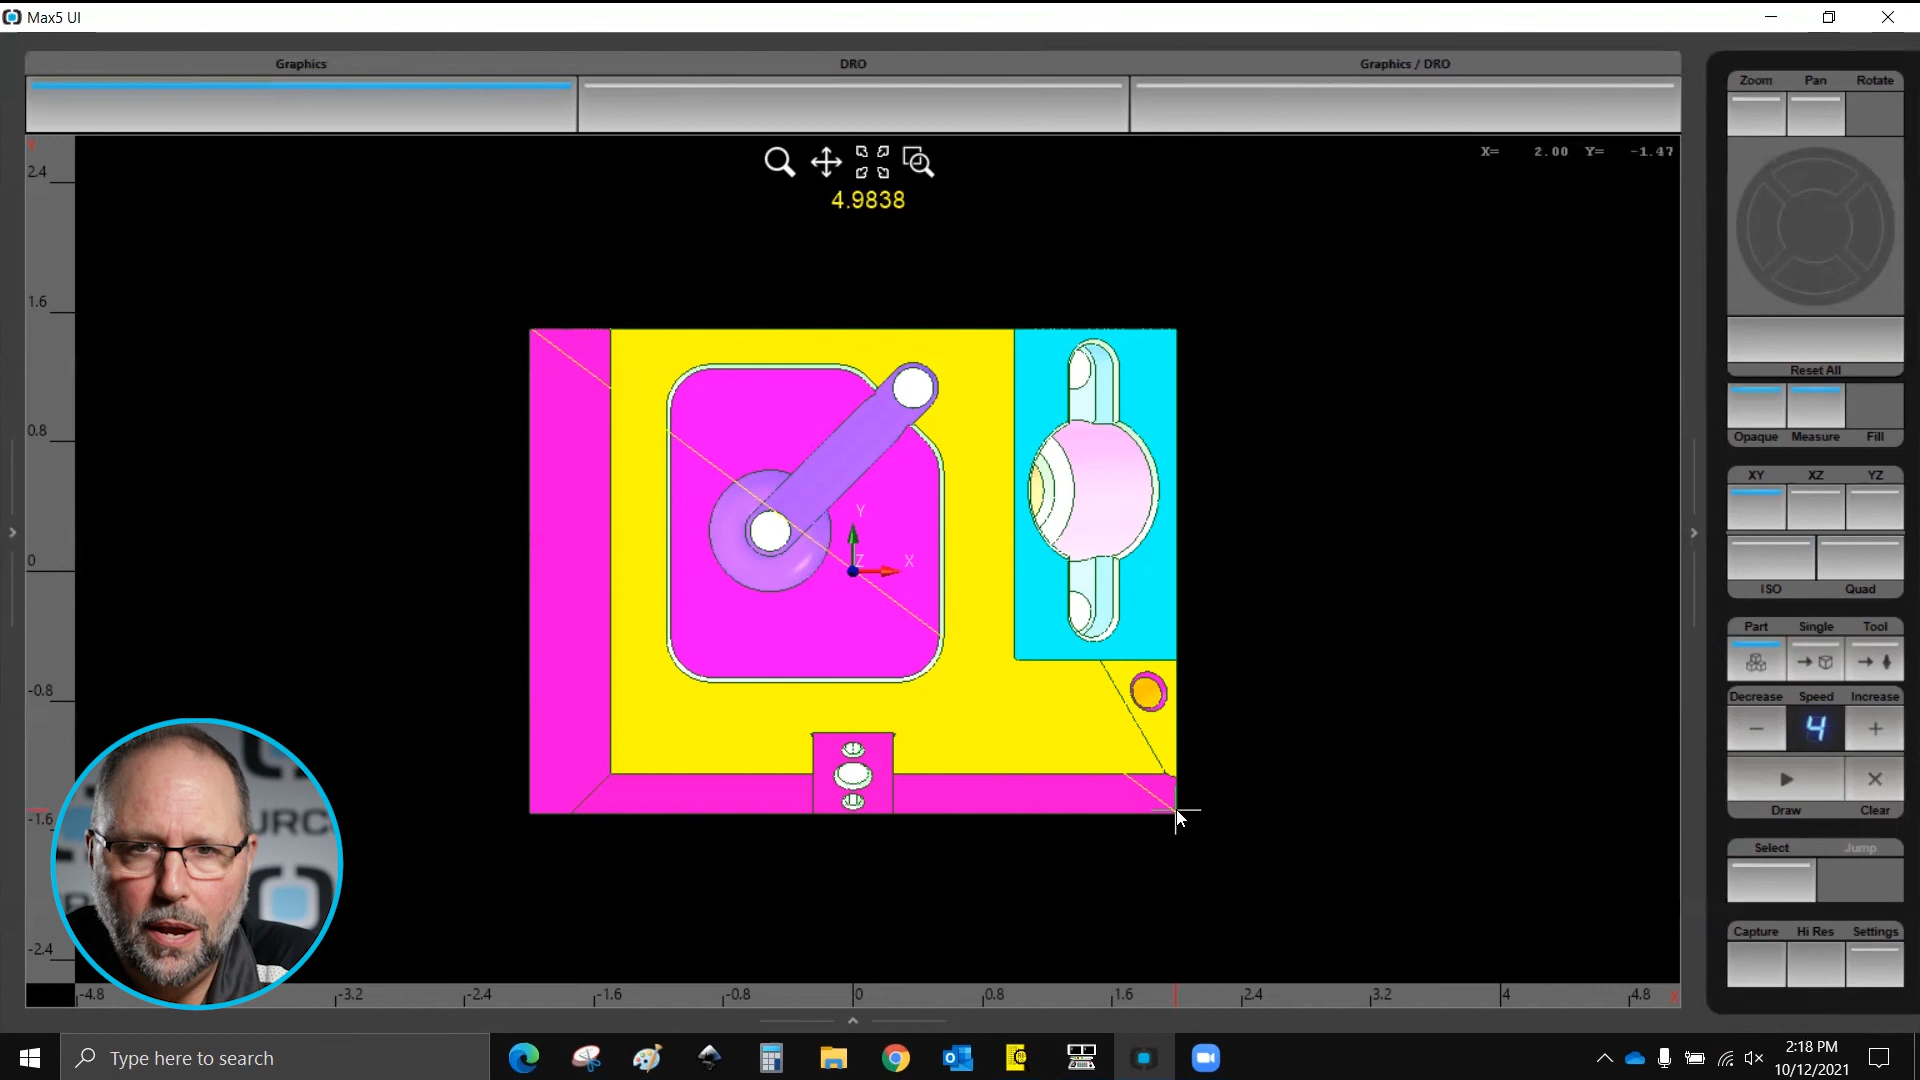 Max5 UI
Graphics
DRO
Graphics / DRO
Zoom Pan Rotate
X= 2.00 Y= -1.47
4.9838
Y
2.4
1.6
0.8
0
-0.8
-1.6
-2.4
Y
Z
X
Reset All
Opaque Measure Fill
XY XZ YZ
ISO Quad
Part Single Tool
Decrease Speed Increase
4
Draw Clear
Select Jump
Capture Hi Res Settings
URC
-4.8 -3.2 -2.4 -1.6 -0.8 0 0.8 1.6 2.4 3.2 4 4.8 X
Type here to search
2:18 PM
10/12/2021